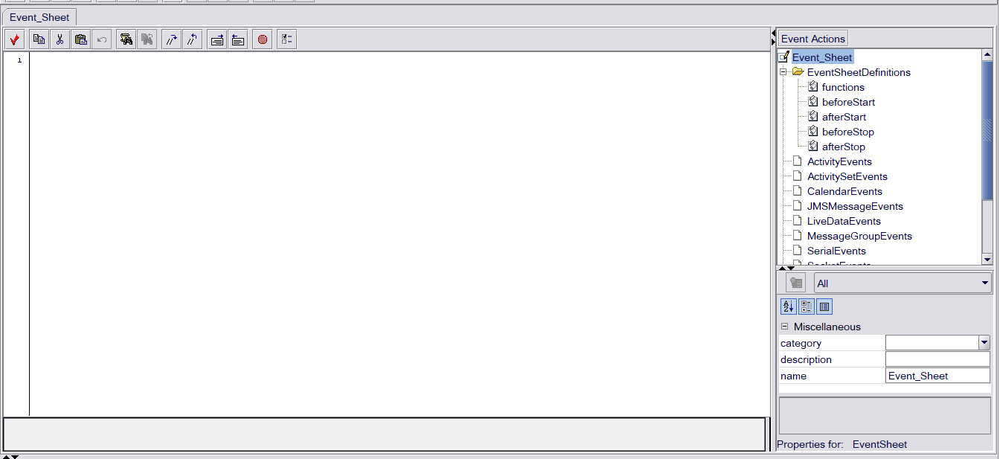 Event_Sheet
1
Event Actions
Event_Sheet
EventSheetDefinitions
functions
beforeStart
afterStart
beforeStop
afterStop
ActivityEvents
ActivitySetEvents
CalendarEvents
JMSMessageEvents
LiveDataEvents
MessageGroupEvents
SerialEvents
SocketEvents
All
Miscellaneous
category
description
name Event_Sheet
Properties for: EventSheet